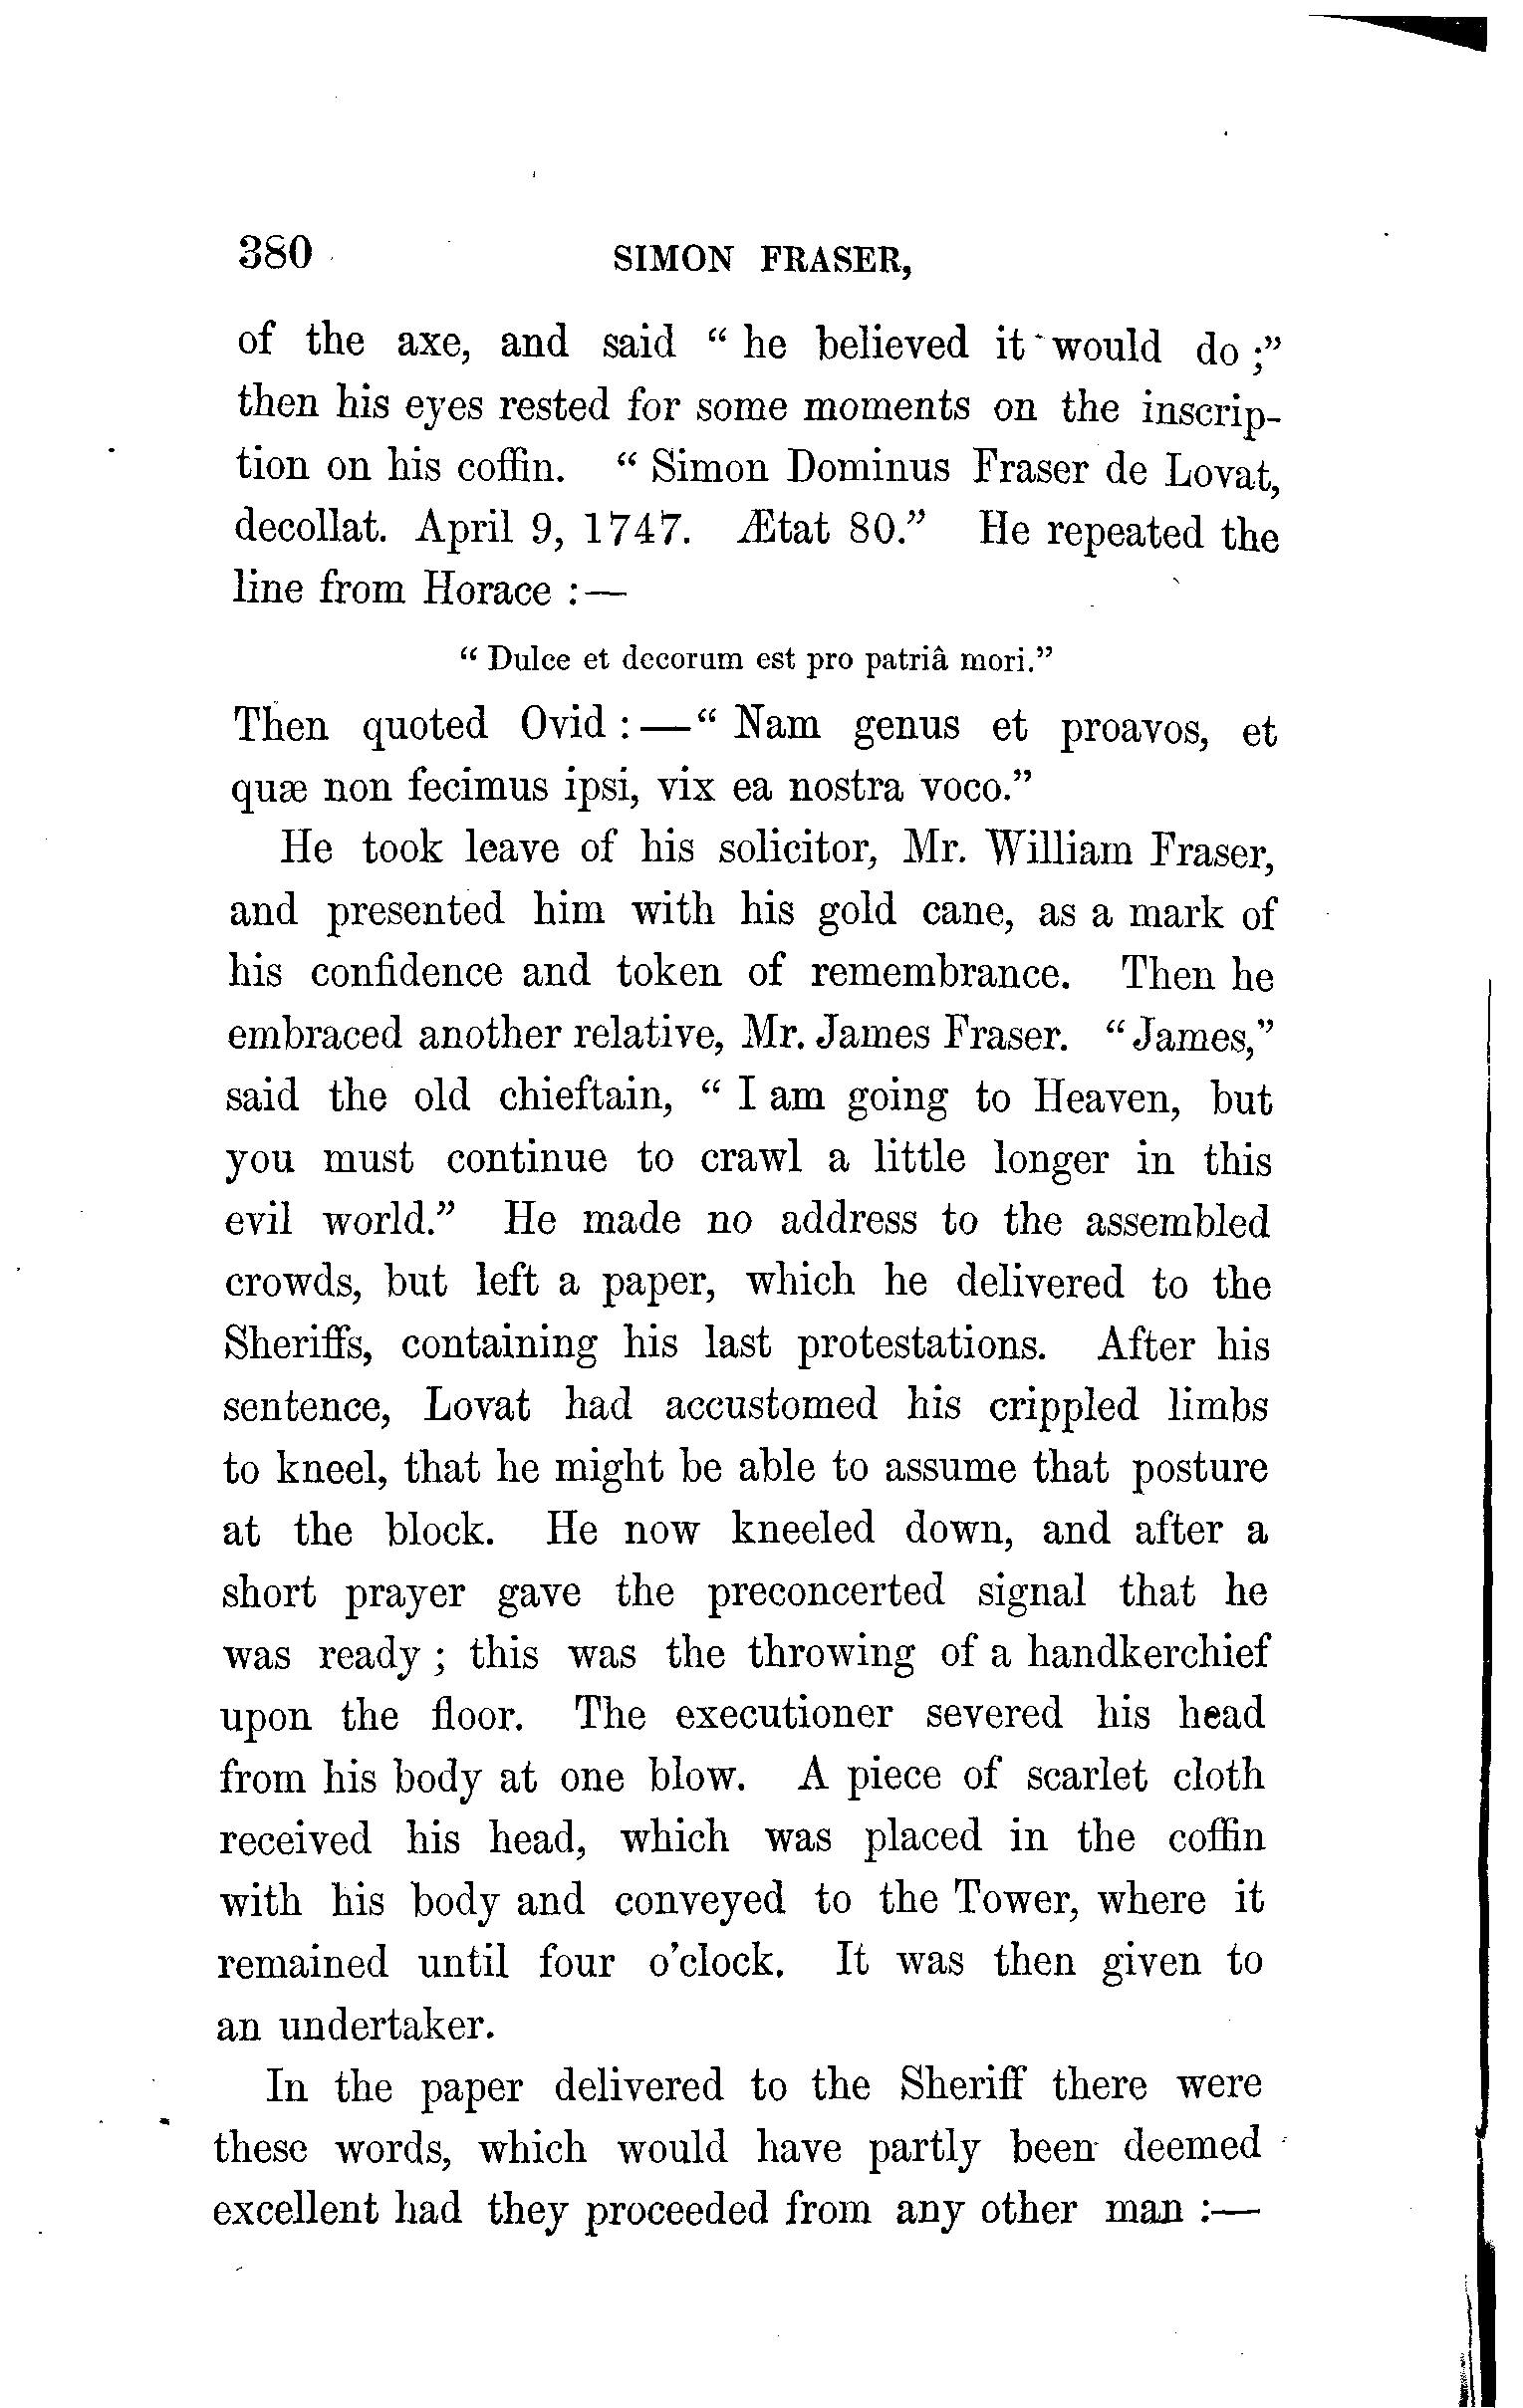 380 SIMON FRASER,
of the axe, and said “ he believed it would do ;”
then his eyes rested for some moments on the inscrip-
tion on his coffin. “ Simon Dominus Fraser de Lovat,
decollat. April 9, 1747. Ætat 80.” He repeated the
line from Horace :—
“ Dulce et decorum est pro patriâ mori.”
Then quoted Ovid :—“ Nam genus et proavos, et
quæ non fecimus ipsi, vix ea nostra voco.”
He took leave of his solicitor, Mr. William Fraser,
and presented him with his gold cane, as a mark of
his confidence and token of remembrance. Then he
embraced another relative, Mr. James Fraser. “ James,”
said the old chieftain, “ I am going to Heaven, but
you must continue to crawl a little longer in this
evil world.” He made no address to the assembled
crowds, but left a paper, which he delivered to the
Sheriffs, containing his last protestations. After his
sentence, Lovat had accustomed his crippled limbs
to kneel, that he might be able to assume that posture
at the block. He now kneeled down, and after a
short prayer gave the preconcerted signal that he
was ready ; this was the throwing of a handkerchief
upon the floor. The executioner severed his head
from his body at one blow. A piece of scarlet cloth
received his head, which was placed in the coffin
with his body and conveyed to the Tower, where it
remained until four o’clock. It was then given to
an undertaker.
In the paper delivered to the Sheriff there were
these words, which would have partly been deemed
excellent had they proceeded from any other man :—